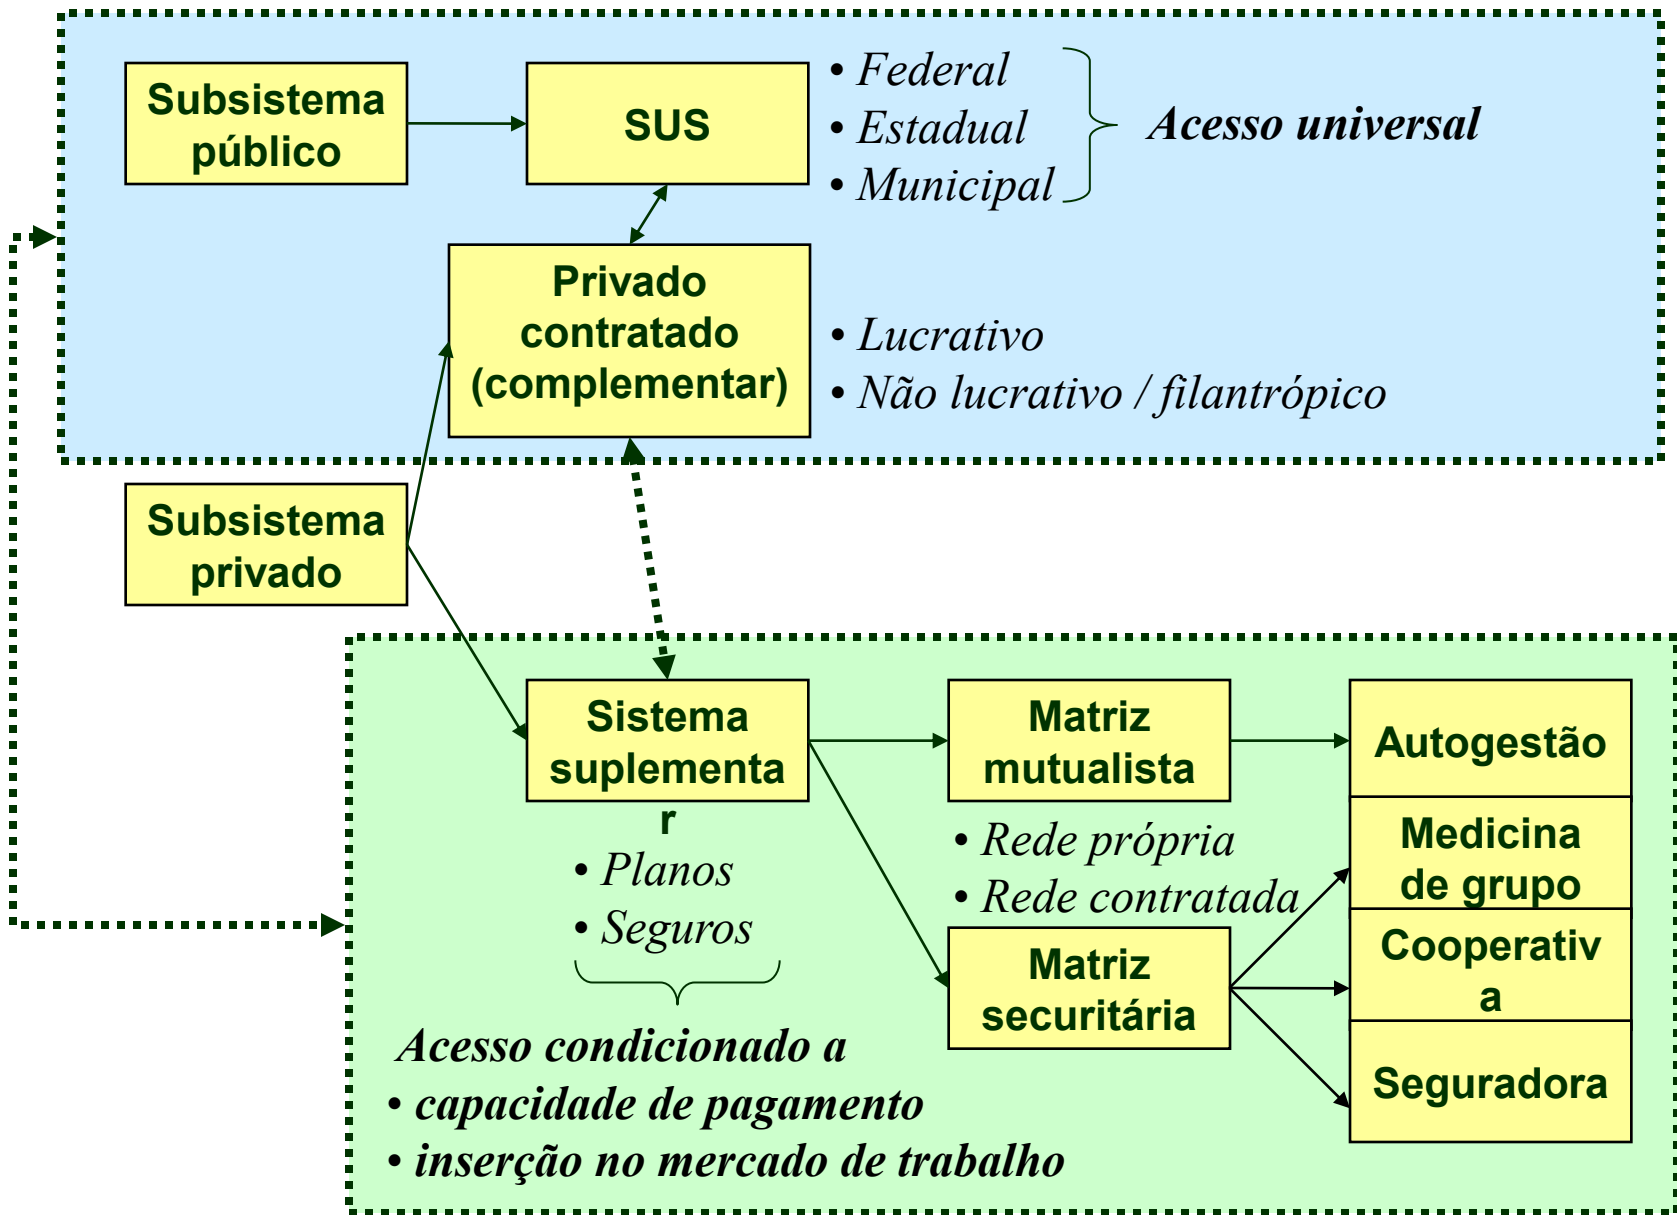 Subsistema
público
SUS
• Federal
• Estadual
• Municipal
Acesso universal
Privado
contratado
(complementar)
• Lucrativo
• Não lucrativo / filantrópico
Subsistema
privado
Sistema
suplementa
r
• Planos
• Seguros
Acesso condicionado a
• capacidade de pagamento
• inserção no mercado de trabalho
Matriz
mutualista
• Rede própria
• Rede contratada
Matriz
securitária
Autogestão
Medicina
de grupo
Cooperativ
a
Seguradora